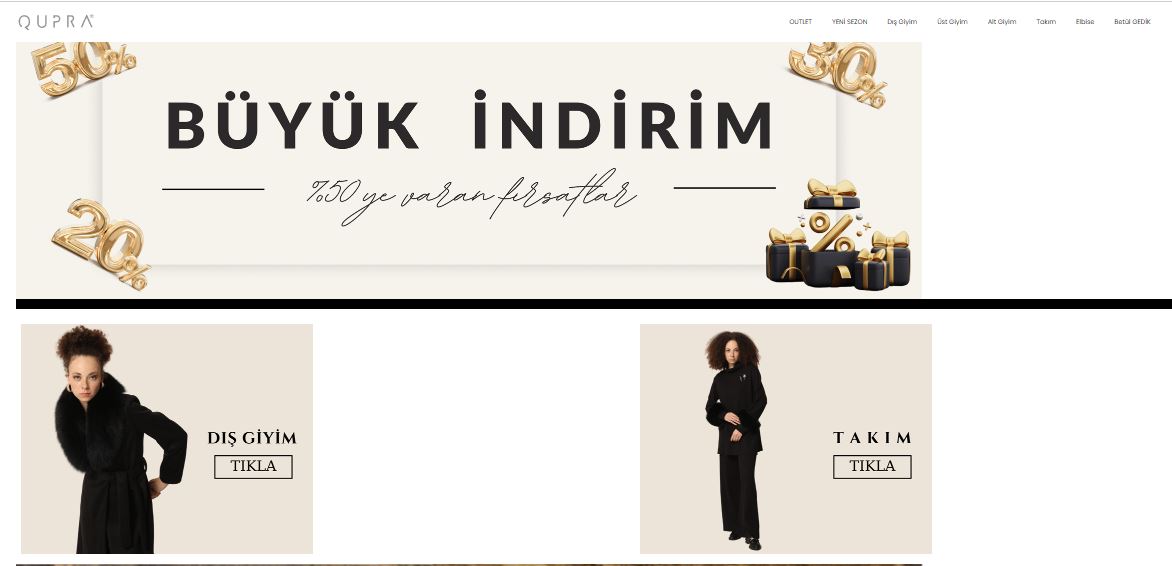 QUPRA®
OUTLET YENİ SEZON Dış Giyim Üst Giyim Alt Giyim Takım Elbise Betül GEDİK
50%
30%
BÜYÜK İNDİRİM
%50 ye varan fırsatlar
20%
%
DIŞ GİYİM
TIKLA
TAKIM
TIKLA